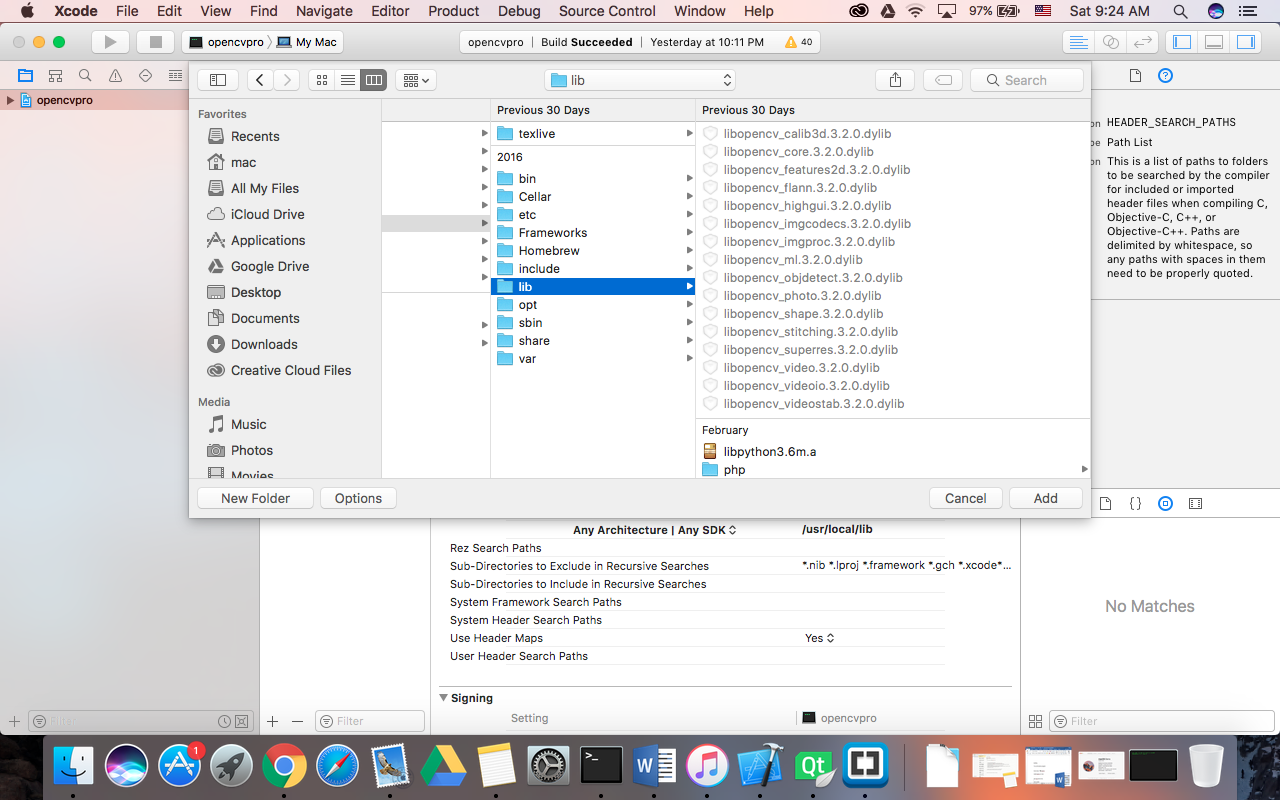 Xcode File Edit View Find Navigate Editor Product Debug Source Control Window Help 97% Sat 9:24 AM
opencvpro My Mac opencvpro | Build Succeeded | Yesterday at 10:11 PM 40
opencvpro
lib
Search
Favorites
Recents
mac
All My Files
iCloud Drive
Applications
Google Drive
Desktop
Documents
Downloads
Creative Cloud Files
Media
Music
Photos
Movies
Previous 30 Days
texlive
2016
bin
Cellar
etc
Frameworks
Homebrew
include
lib
opt
sbin
share
var
Previous 30 Days
libopencv_calib3d.3.2.0.dylib
libopencv_core.3.2.0.dylib
libopencv_features2d.3.2.0.dylib
libopencv_flann.3.2.0.dylib
libopencv_highgui.3.2.0.dylib
libopencv_imgcodecs.3.2.0.dylib
libopencv_imgproc.3.2.0.dylib
libopencv_ml.3.2.0.dylib
libopencv_objdetect.3.2.0.dylib
libopencv_photo.3.2.0.dylib
libopencv_shape.3.2.0.dylib
libopencv_stitching.3.2.0.dylib
libopencv_superres.3.2.0.dylib
libopencv_video.3.2.0.dylib
libopencv_videoio.3.2.0.dylib
libopencv_videostab.3.2.0.dylib
February
libpython3.6m.a
php
New Folder Options Cancel Add
on HEADER_SEARCH_PATHS
pe Path List
on This is a list of paths to folders
to be searched by the compiler
for included or imported
header files when compiling C,
Objective-C, C++, or
Objective-C++. Paths are
delimited by whitespace, so
any paths with spaces in them
need to be properly quoted.
Any Architecture | Any SDK /usr/local/lib
Rez Search Paths
Sub-Directories to Exclude in Recursive Searches *.nib *.lproj *.framework *.gch *.xcode*...
Sub-Directories to Include in Recursive Searches
System Framework Search Paths
System Header Search Paths
Use Header Maps Yes
User Header Search Paths
Signing
Setting opencvpro
No Matches
Filter
Filter
Filter
1
W
Qt